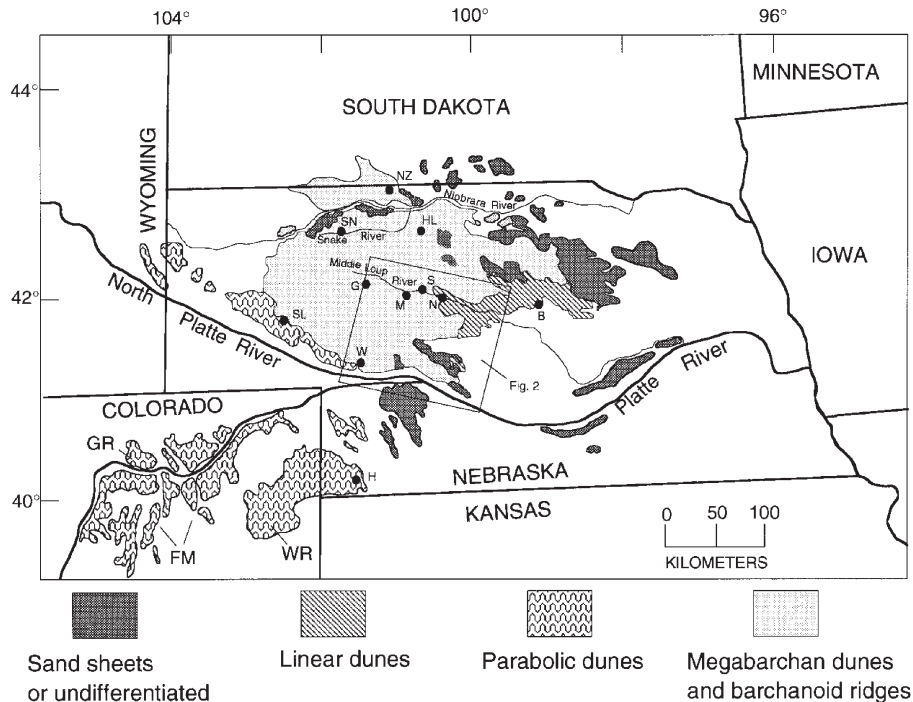 104°
100°
96°
44°
MINNESOTA
SOUTH DAKOTA
WYOMING
NZ
Niobrara River
SN
HL
Snake River
IOWA
Middle Loup River
42°
G
S
M
N
B
North Platte River
SL
W
Fig. 2
Platte River
COLORADO
GR
H
NEBRASKA
40°
KANSAS
FM
WR
0 50 100
KILOMETERS
Sand sheets
or undifferentiated
Linear dunes
Parabolic dunes
Megabarchan dunes
and barchanoid ridges